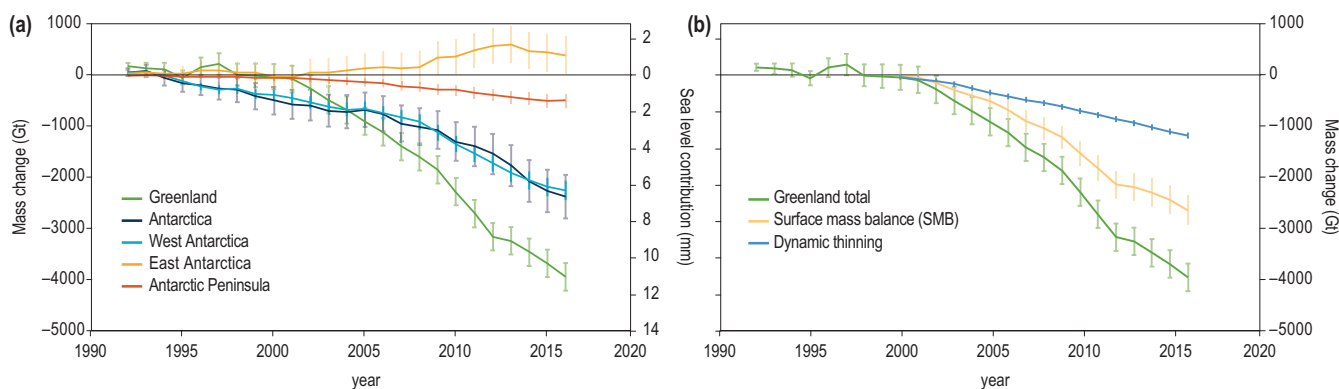 (a)
Mass change (Gt)
1000
0
–1000
–2000
–3000
–4000
–5000
Greenland
Antarctica
West Antarctica
East Antarctica
Antarctic Peninsula
2
0
2
4
6
8
10
12
14
Sea level contribution (mm)
1990
1995
2000
2005
2010
2015
2020
year
(b)
Greenland total
Surface mass balance (SMB)
Dynamic thinning
1000
0
–1000
–2000
–3000
–4000
–5000
Mass change (Gt)
1990
1995
2000
2005
2010
2015
2020
year